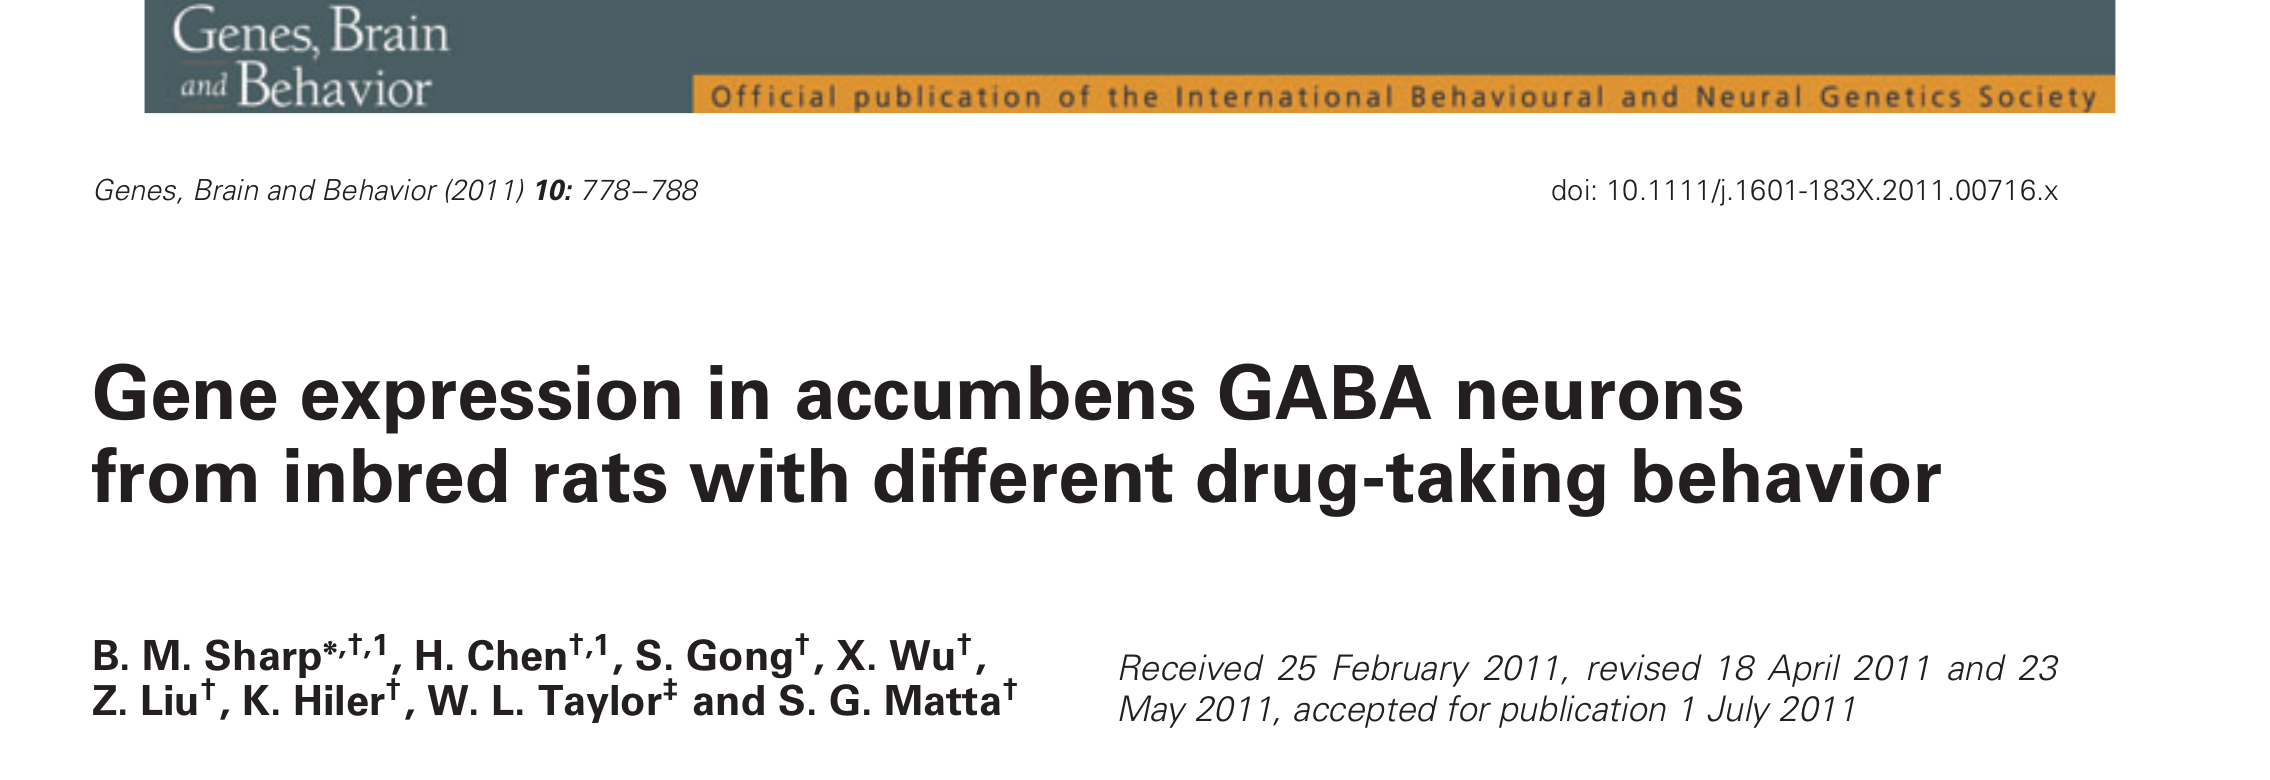 Genes, Brain
and Behavior
Official publication of the International Behavioural and Neural Genetics Society
Genes, Brain and Behavior (2011) 10: 778–788
doi: 10.1111/j.1601-183X.2011.00716.x
Gene expression in accumbens GABA neurons
from inbred rats with different drug-taking behavior
B. M. Sharp*,†,1, H. Chen†,1, S. Gong†, X. Wu†,
Z. Liu†, K. Hiler†, W. L. Taylor‡ and S. G. Matta†
Received 25 February 2011, revised 18 April 2011 and 23
May 2011, accepted for publication 1 July 2011